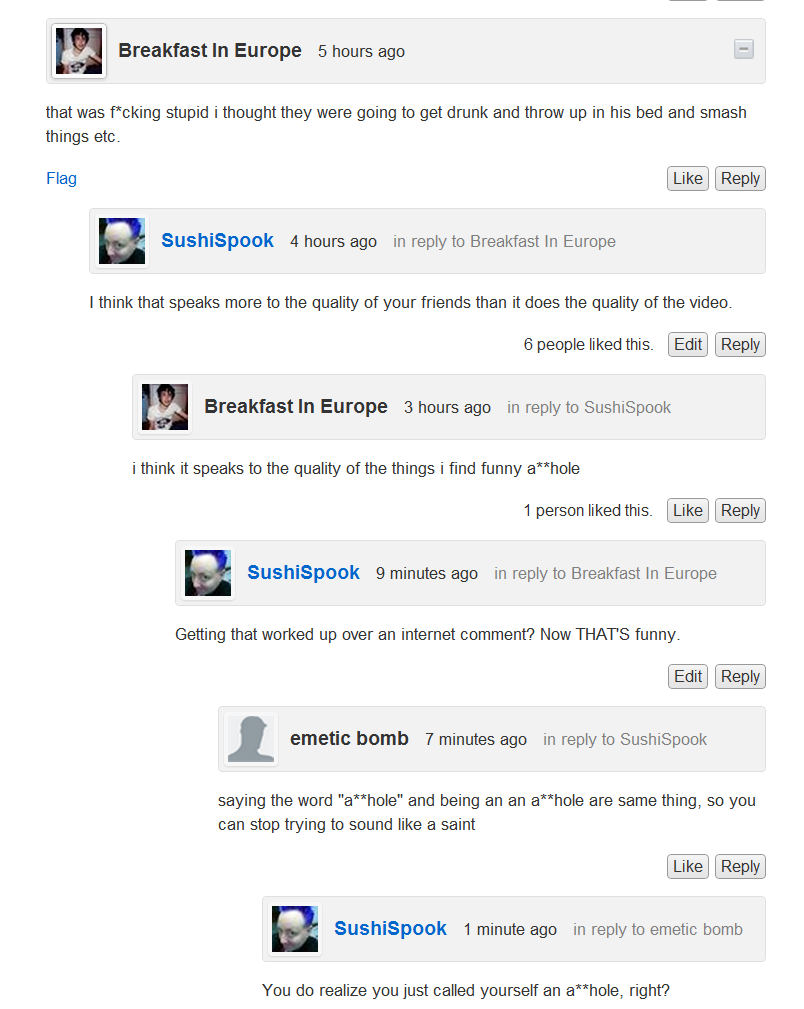 Breakfast In Europe 5 hours ago
that was f*cking stupid i thought they were going to get drunk and throw up in his bed and smash
things etc.
Flag Like Reply
SushiSpook 4 hours ago in reply to Breakfast In Europe
I think that speaks more to the quality of your friends than it does the quality of the video.
6 people liked this. Edit Reply
Breakfast In Europe 3 hours ago in reply to SushiSpook
i think it speaks to the quality of the things i find funny a**hole
1 person liked this. Like Reply
SushiSpook 9 minutes ago in reply to Breakfast In Europe
Getting that worked up over an internet comment? Now THAT'S funny.
Edit Reply
emetic bomb 7 minutes ago in reply to SushiSpook
saying the word "a**hole" and being an an a**hole are same thing, so you
can stop trying to sound like a saint
Like Reply
SushiSpook 1 minute ago in reply to emetic bomb
You do realize you just called yourself an a**hole, right?